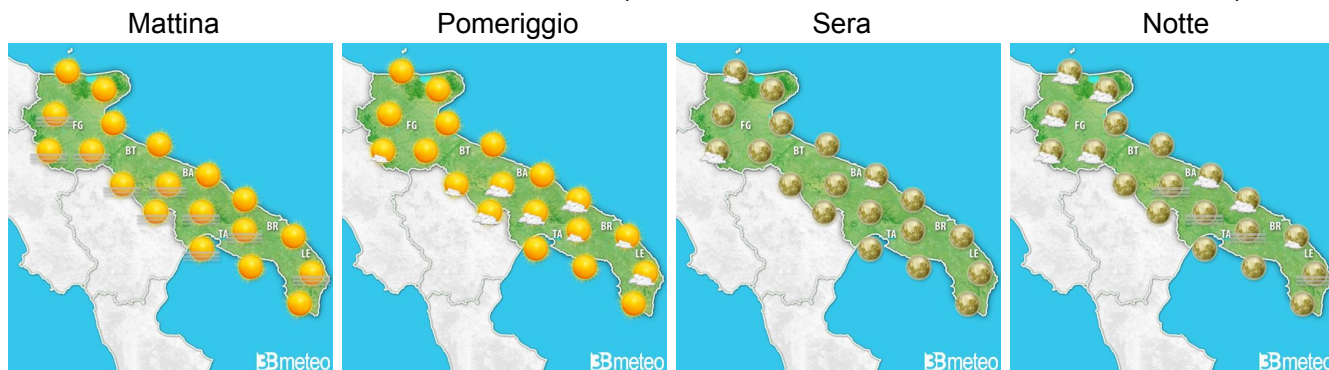 Mattina
Pomeriggio
Sera
Notte
FG
BT
BA
TA
BR
LE
3Bmeteo
FG
BT
BA
TA
BR
LE
3Bmeteo
FG
BT
BA
TA
BR
LE
3Bmeteo
FG
BT
BA
TA
BR
LE
3Bmeteo